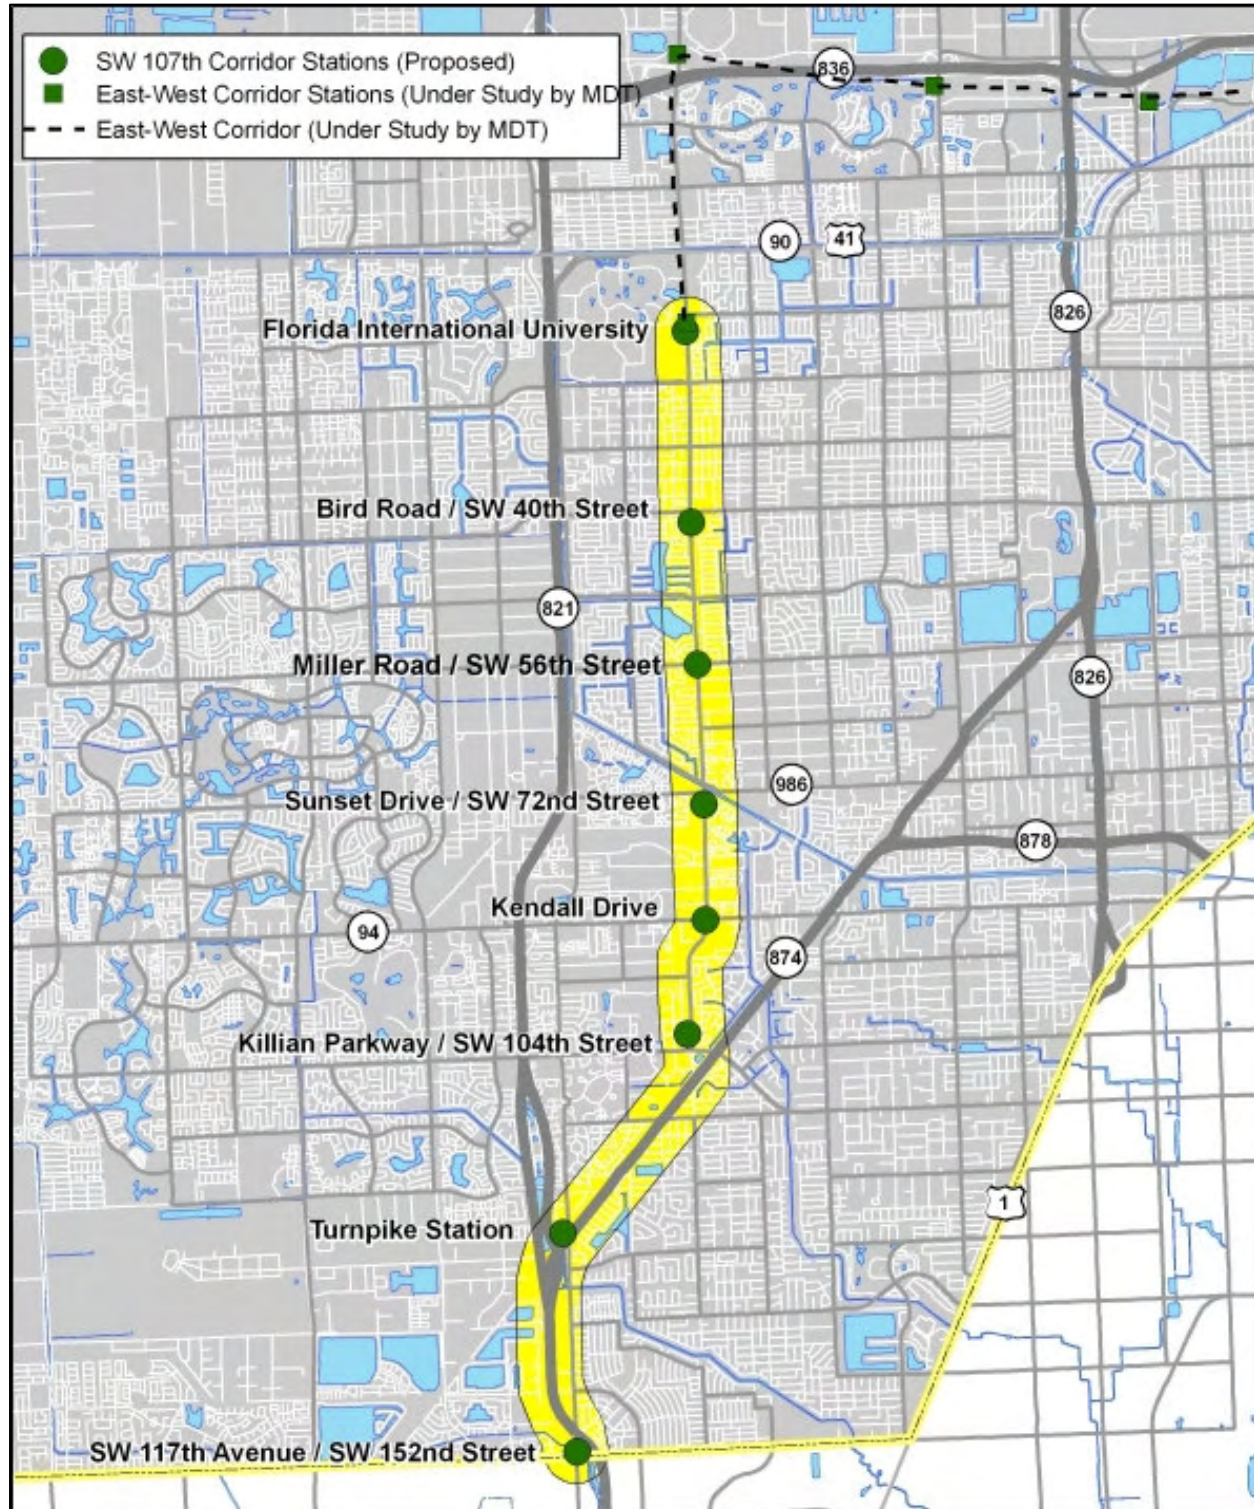 SW 107th Corridor Stations (Proposed)
East-West Corridor Stations (Under Study by MDT)
East-West Corridor (Under Study by MDT)
836
90
41
826
Florida International University
Bird Road / SW 40th Street
821
Miller Road / SW 56th Street
826
986
Sunset Drive / SW 72nd Street
878
Kendall Drive
94
874
Killian Parkway / SW 104th Street
1
Turnpike Station
SW 117th Avenue / SW 152nd Street